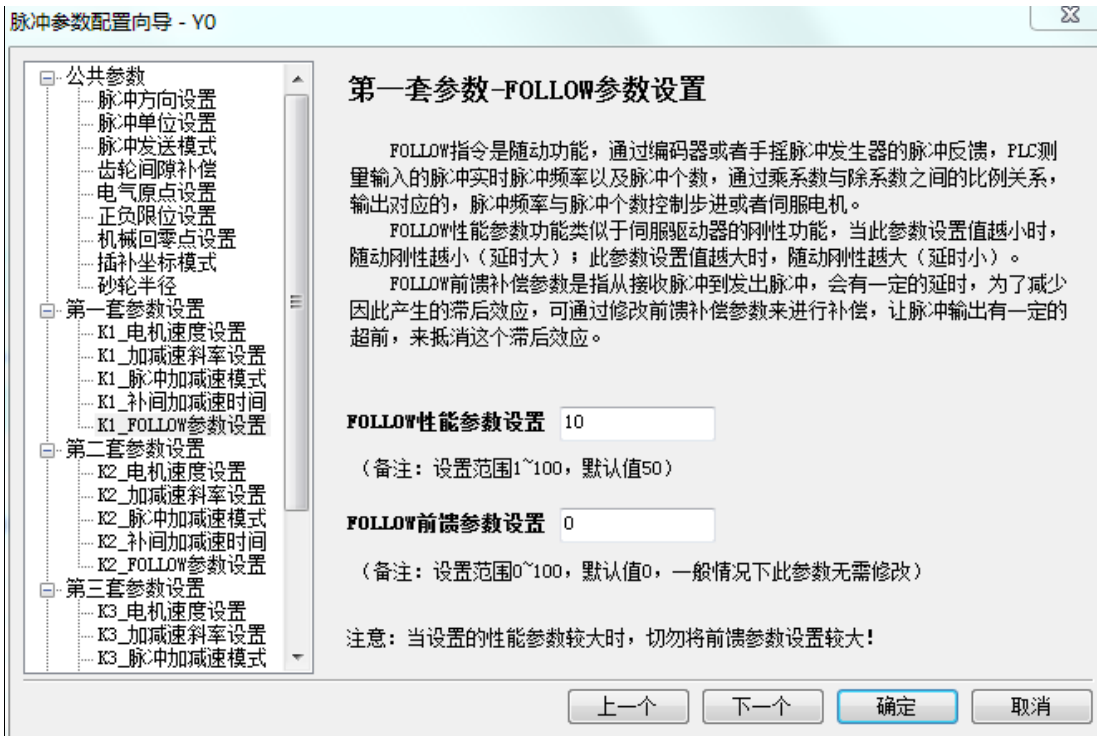 脉冲参数配置向导 - Y0
公共参数
脉冲方向设置
脉冲单位设置
脉冲发送模式
齿轮间隙补偿
电气原点设置
正负限位设置
机械回零点设置
插补坐标模式
砂轮半径
第一套参数设置
K1_电机速度设置
K1_加减速斜率设置
K1_脉冲加减速模式
K1_补间加减速时间
K1_FOLLOW参数设置
第二套参数设置
K2_电机速度设置
K2_加减速斜率设置
K2_脉冲加减速模式
K2_补间加减速时间
K2_FOLLOW参数设置
第三套参数设置
K3_电机速度设置
K3_加减速斜率设置
K3_脉冲加减速模式
第一套参数-FOLLOW参数设置
FOLLOW指令是随动功能，通过编码器或者手摇脉冲发生器的脉冲反馈，PLC测
量输入的脉冲实时脉冲频率以及脉冲个数，通过乘系数与除系数之间的比例关系，
输出对应的，脉冲频率与脉冲个数控制步进或者伺服电机。
FOLLOW性能参数功能类似于伺服驱动器的刚性功能，当此参数设置值越小时，
随动刚性越小（延时大）；此参数设置值越大时，随动刚性越大（延时小）。
FOLLOW前馈补偿参数是指从接收脉冲到发出脉冲，会有一定的延时，为了减少
因此产生的滞后效应，可通过修改前馈补偿参数来进行补偿，让脉冲输出有一定的
超前，来抵消这个滞后效应。
FOLLOW性能参数设置 10
（备注：设置范围1~100，默认值50）
FOLLOW前馈参数设置 0
（备注：设置范围0~100，默认值0，一般情况下此参数无需修改）
注意：当设置的性能参数较大时，切勿将前馈参数设置较大!
上一个 下一个 确定 取消